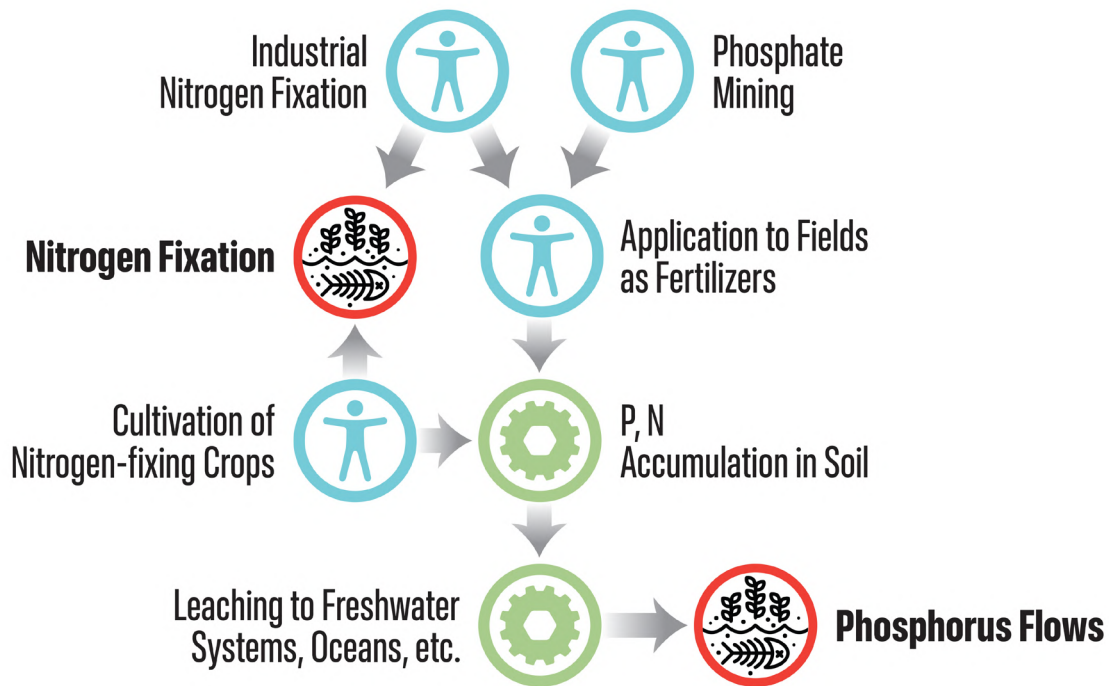 Industrial
Nitrogen Fixation
Phosphate
Mining
Nitrogen Fixation
Application to Fields
as Fertilizers
Cultivation of
Nitrogen-fixing Crops
P, N
Accumulation in Soil
Leaching to Freshwater
Systems, Oceans, etc.
Phosphorus Flows